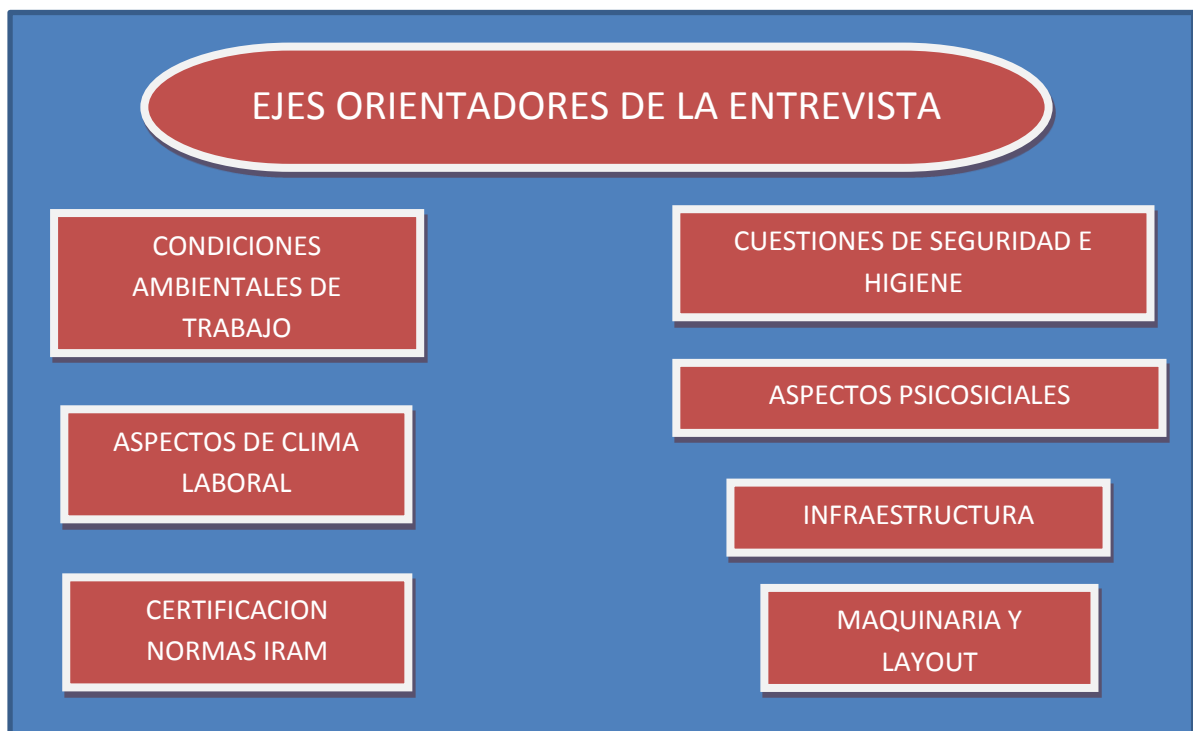 EJES ORIENTADORES DE LA ENTREVISTA
CONDICIONES
AMBIENTALES DE
TRABAJO
ASPECTOS DE CLIMA
LABORAL
CERTIFICACION
NORMAS IRAM
CUESTIONES DE SEGURIDAD E
HIGIENE
ASPECTOS PSICOSICIALES
INFRAESTRUCTURA
MAQUINARIA Y
LAYOUT